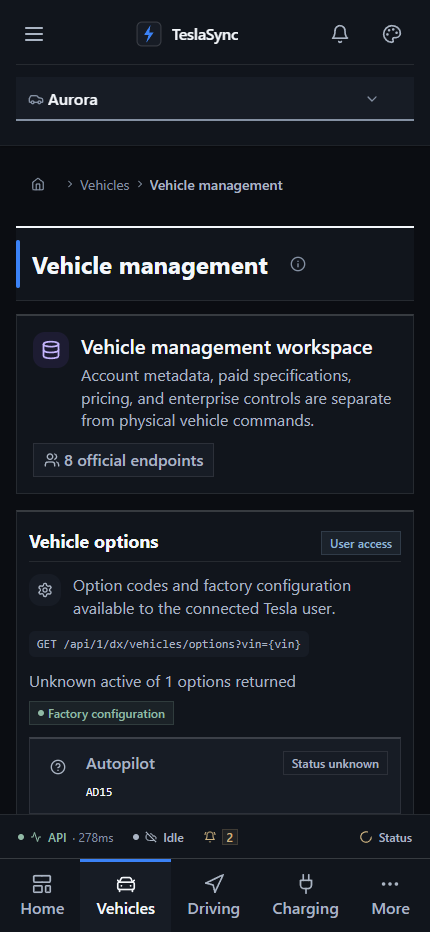 TeslaSync
Aurora
Vehicles
Vehicle management
Vehicle management
Vehicle management workspace
Account metadata, paid specifications,
pricing, and enterprise controls are separate
from physical vehicle commands.
8 official endpoints
Vehicle options
User access
Option codes and factory configuration
available to the connected Tesla user.
GET /api/1/dx/vehicles/options?vin={vin}
Unknown active of 1 options returned
Factory configuration
Autopilot
Status unknown
AD15
API · 278ms
Idle
2
Status
Home
Vehicles
Driving
Charging
More